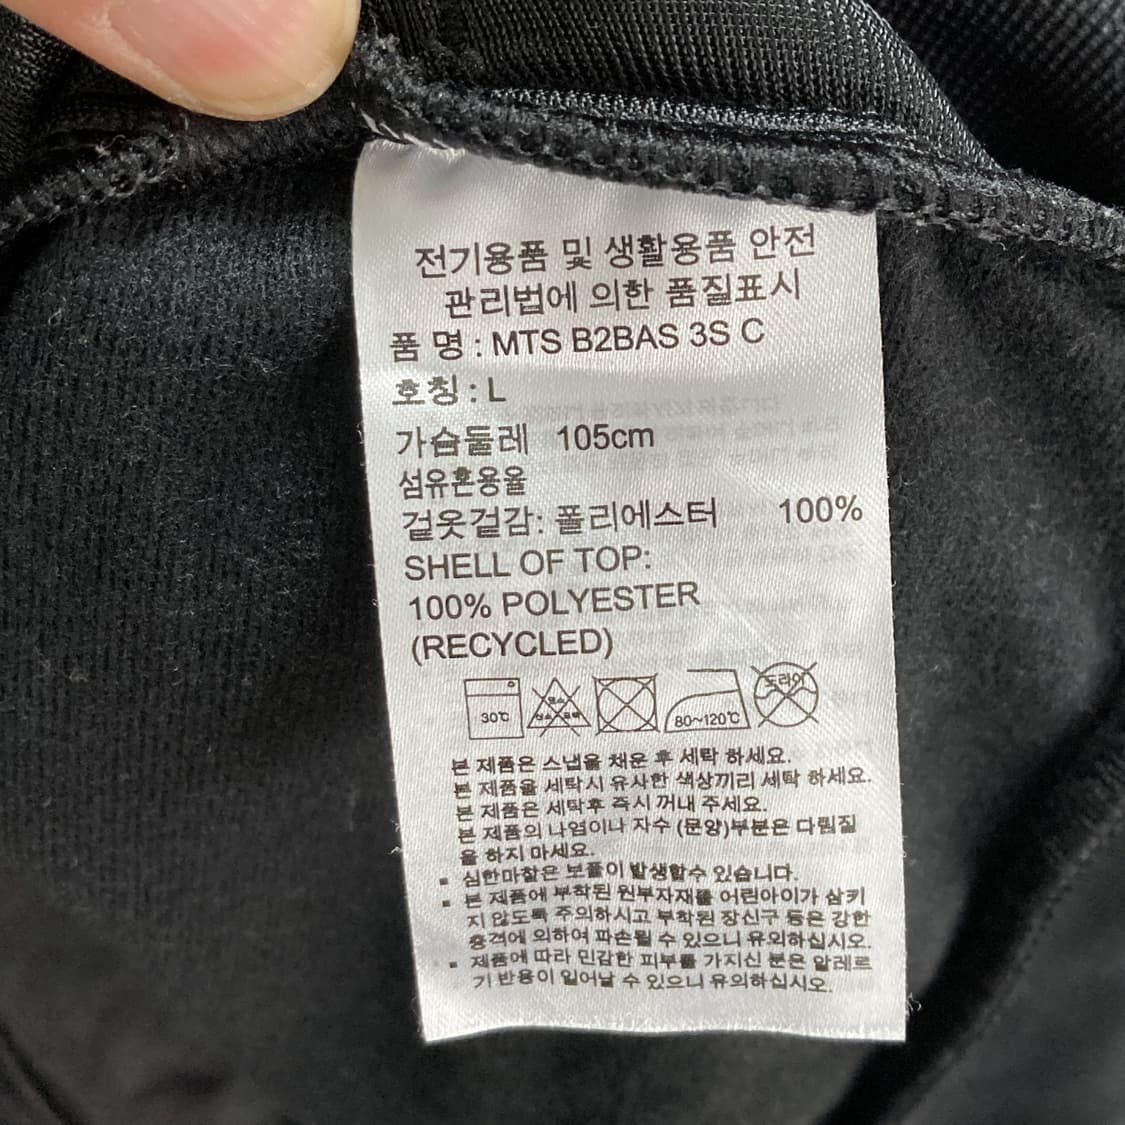 전기용품 및 생활용품 안전
관리법에 의한 품질표시
품 명 : MTS B2BAS 3S C
호칭 : L
가슴둘레 105cm
섬유혼용율
겉옷겉감: 폴리에스터 100%
SHELL OF TOP:
100% POLYESTER
(RECYCLED)
30℃ 80~120℃ 드라이
본 제품은 스냅을 채운 후 세탁 하세요.
본 제품을 세탁시 유사한 색상끼리 세탁 하세요.
본 제품은 세탁후 즉시 꺼내 주세요.
본 제품의 나염이나 자수 (문양)부분은 다림질
을 하지 마세요.
▪ 심한마찰은 보풀이 발생할수 있습니다.
▪ 본 제품에 부착된 원부자재를 어린아이가 삼키
지 않도록 주의하시고 부착된 장신구 등은 강한
충격에 의하여 파손될 수 있으니 유의하십시오.
▪ 제품에 따라 민감한 피부를 가지신 분은 알레르
기 반응이 일어날 수 있으니 유의하십시오.